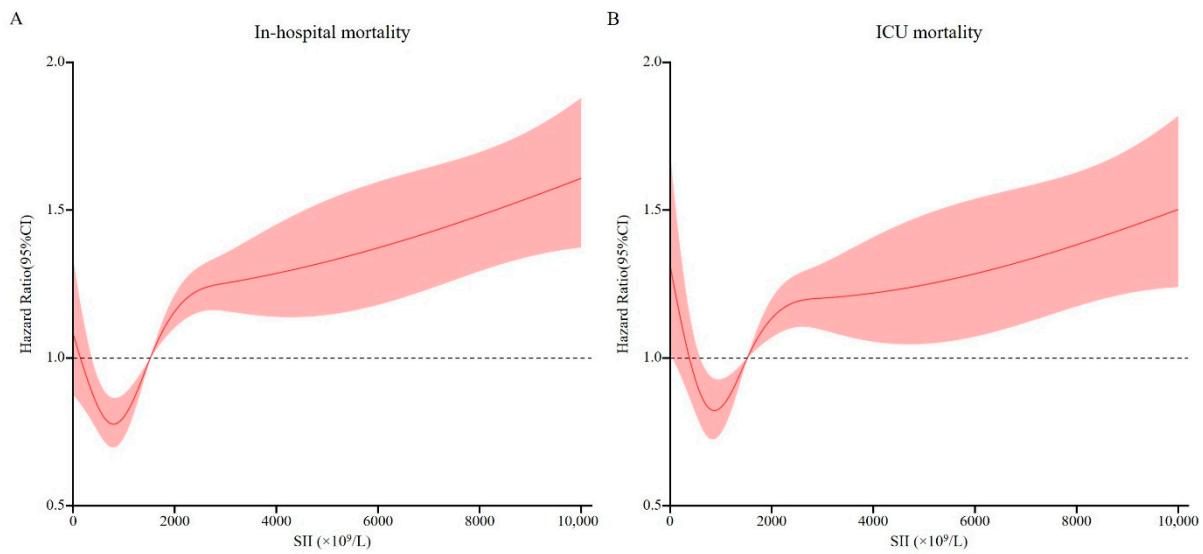 A
In-hospital mortality
2.0
1.5
1.0
0.5
Hazard Ratio(95%CI)
0
2000
4000
6000
8000
10,000
SII (×10⁹/L)
B
ICU mortality
2.0
1.5
1.0
0.5
Hazard Ratio(95%CI)
0
2000
4000
6000
8000
10,000
SII (×10⁹/L)